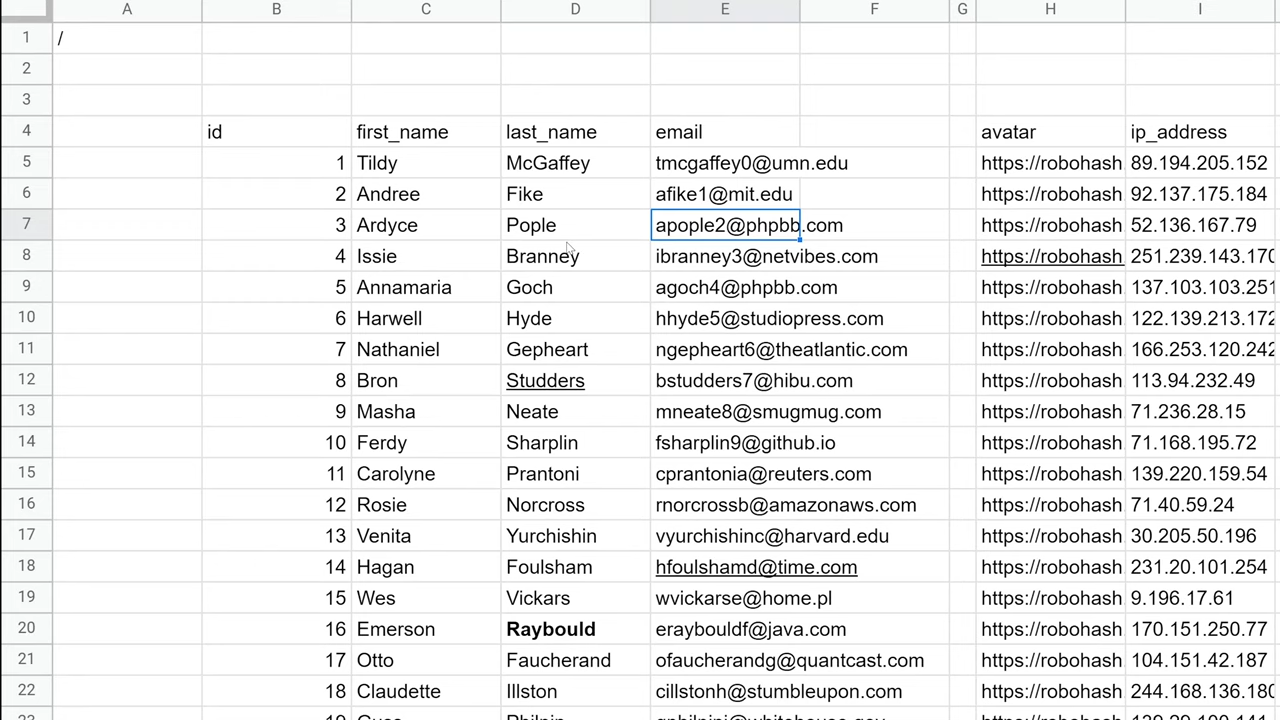 A B C D E F G H I
1 /
2
3
4 id first_name last_name email avatar ip_address
5 1 Tildy McGaffey tmcgaffey0@umn.edu https://robohash 89.194.205.152
6 2 Andree Fike afike1@mit.edu https://robohash 92.137.175.184
7 3 Ardyce Pople apople2@phpbb.com https://robohash 52.136.167.79
8 4 Issie Branney ibranney3@netvibes.com https://robohash 251.239.143.170
9 5 Annamaria Goch agoch4@phpbb.com https://robohash 137.103.103.251
10 6 Harwell Hyde hhyde5@studiopress.com https://robohash 122.139.213.172
11 7 Nathaniel Gepheart ngepheart6@theatlantic.com https://robohash 166.253.120.242
12 8 Bron Studders bstudders7@hibu.com https://robohash 113.94.232.49
13 9 Masha Neate mneate8@smugmug.com https://robohash 71.236.28.15
14 10 Ferdy Sharplin fsharplin9@github.io https://robohash 71.168.195.72
15 11 Carolyne Prantoni cprantonia@reuters.com https://robohash 139.220.159.54
16 12 Rosie Norcross rnorcrossb@amazonaws.com https://robohash 71.40.59.24
17 13 Venita Yurchishin vyurchishinc@harvard.edu https://robohash 30.205.50.196
18 14 Hagan Foulsham hfoulshamd@time.com https://robohash 231.20.101.254
19 15 Wes Vickars wvickarse@home.pl https://robohash 9.196.17.61
20 16 Emerson Raybould eraybouldf@java.com https://robohash 170.151.250.77
21 17 Otto Faucherand ofaucherandg@quantcast.com https://robohash 104.151.42.187
22 18 Claudette Illston cillstonh@stumbleupon.com https://robohash 244.168.136.180